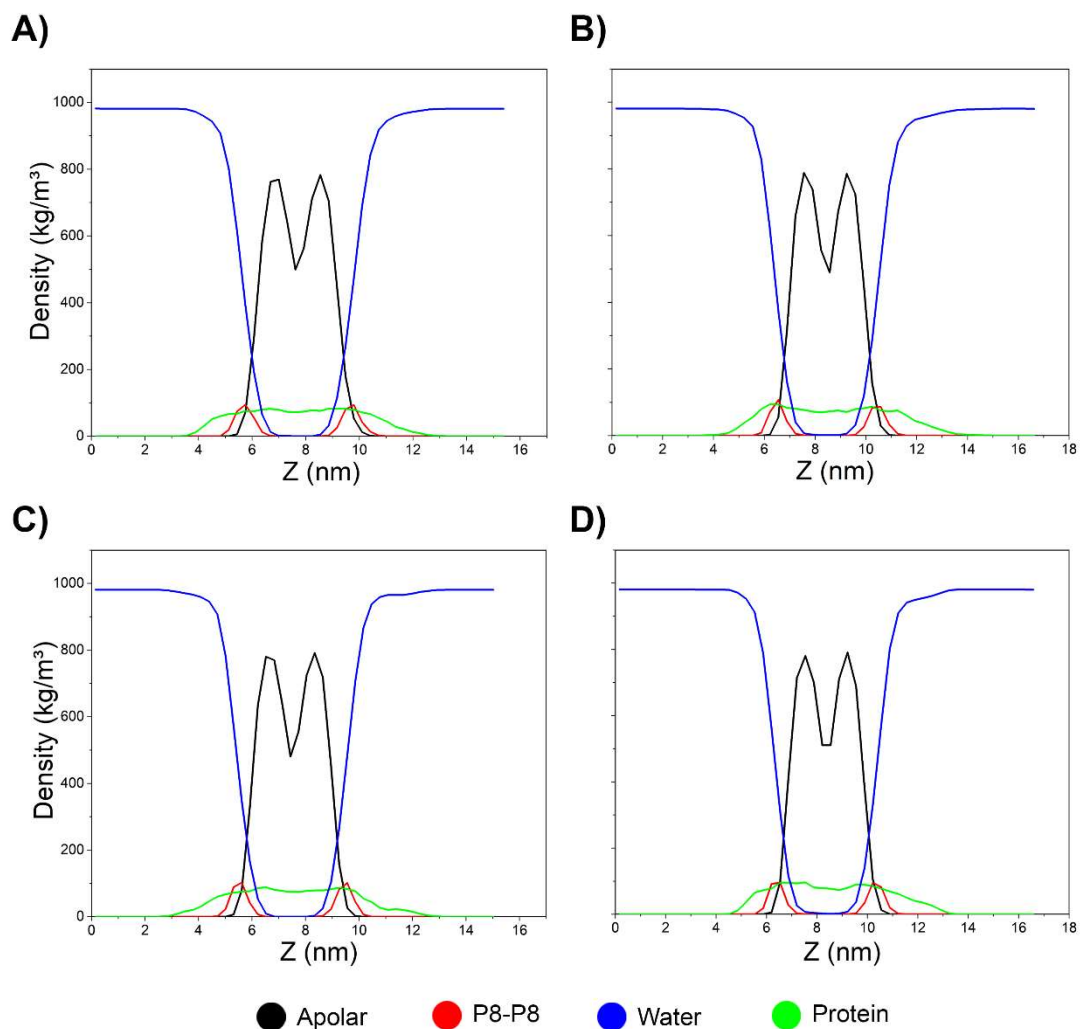 A)
B)
1000
800
600
400
200
0
Density (kg/m³)
0 2 4 6 8 10 12 14 16
Z (nm)
0 2 4 6 8 10 12 14 16 18
Z (nm)
C)
D)
1000
800
600
400
200
0
Density (kg/m³)
0 2 4 6 8 10 12 14 16
Z (nm)
0 2 4 6 8 10 12 14 16 18
Z (nm)
Apolar P8-P8 Water Protein